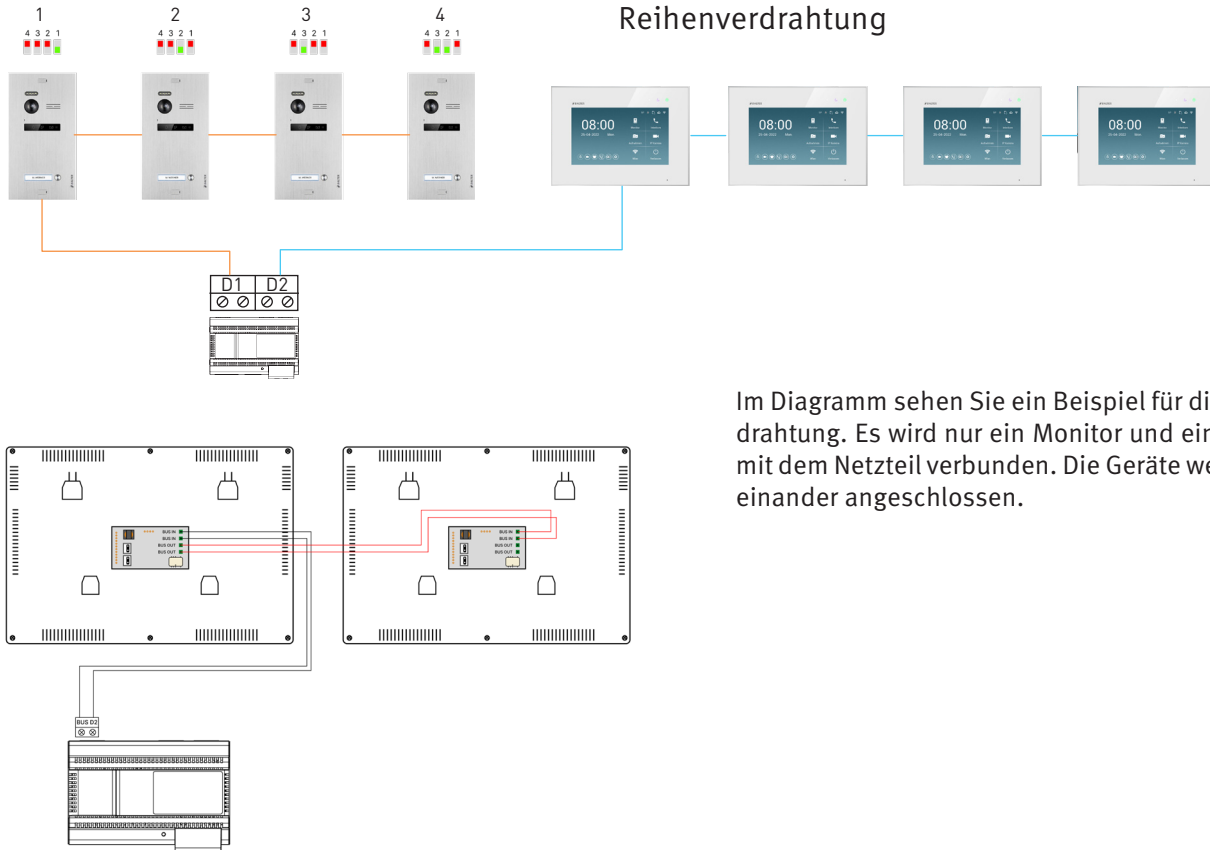 1 2 3 4
Reihenverdrahtung
4 3 2 1
4 3 2 1
4 3 2 1
4 3 2 1
08:00
08:00
08:00
08:00
D1 D2
Im Diagramm sehen Sie ein Beispiel für di
drahtung. Es wird nur ein Monitor und ein
mit dem Netzteil verbunden. Die Geräte we
einander angeschlossen.
BUS IN
BUS IN
BUS OUT
BUS OUT
BUS IN
BUS IN
BUS OUT
BUS OUT
BUS D2